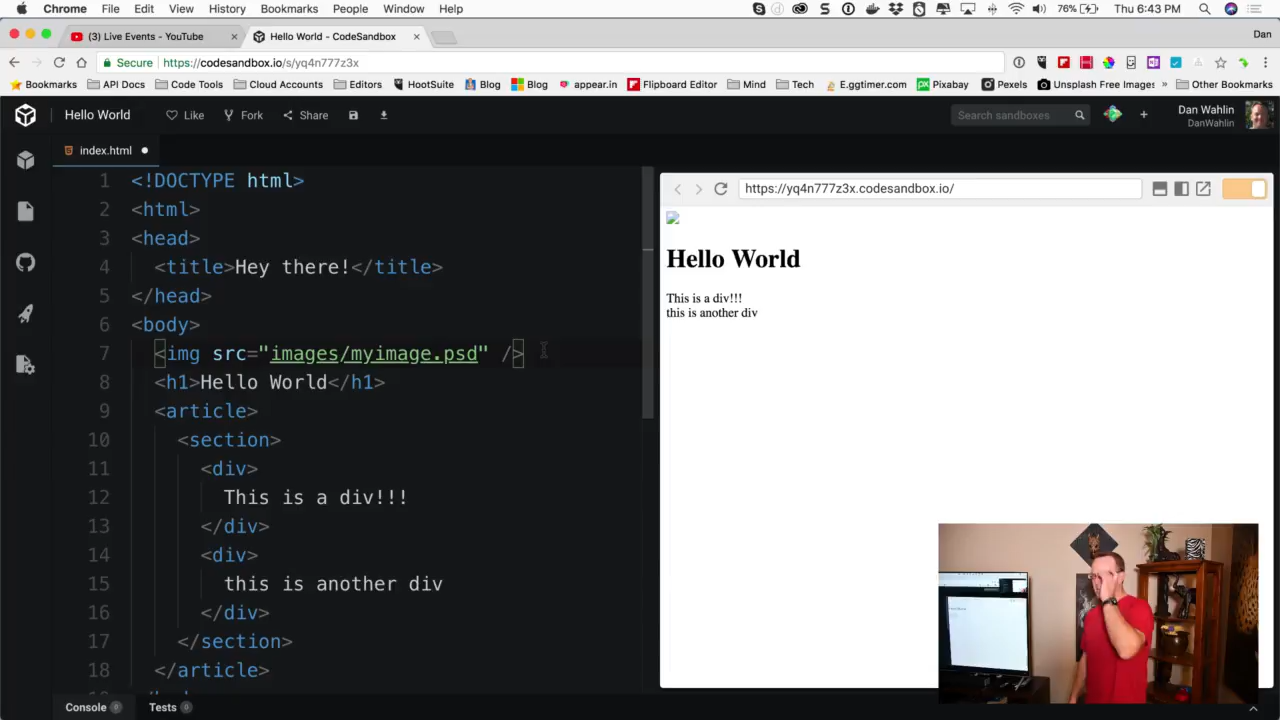 Chrome File Edit View History Bookmarks People Window Help 76% Thu 6:43 PM
(3) Live Events - YouTube Hello World - CodeSandbox Dan
Secure https://codesandbox.io/s/yq4n777z3x
Bookmarks API Docs Code Tools Cloud Accounts Editors HootSuite Blog Blog appear.in Flipboard Editor Mind Tech E.ggtimer.com Pixabay Pexels Unsplash Free Images » Other Bookmarks
Hello World Like Fork Share Search sandboxes Dan Wahlin
DanWahlin
index.html
1 <!DOCTYPE html>
2 <html>
3 <head>
4 <title>Hey there!</title>
5 </head>
6 <body>
7 <img src="images/myimage.psd" />
8 <h1>Hello World</h1>
9 <article>
10 <section>
11 <div>
12 This is a div!!!
13 </div>
14 <div>
15 this is another div
16 </div>
17 </section>
18 </article>
https://yq4n777z3x.codesandbox.io/
Hello World
This is a div!!!
this is another div
Console 0 Tests 0